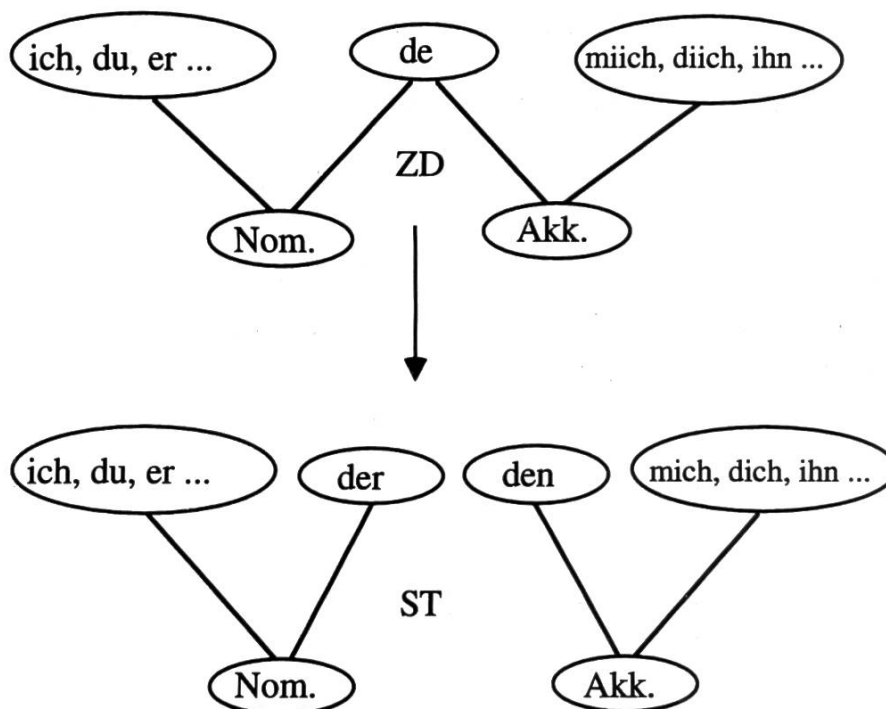 ich, du, er ...
de
miich, diich, ihn ...
ZD
Nom.
Akk.
ich, du, er ...
der
den
mich, dich, ihn ...
ST
Nom.
Akk.